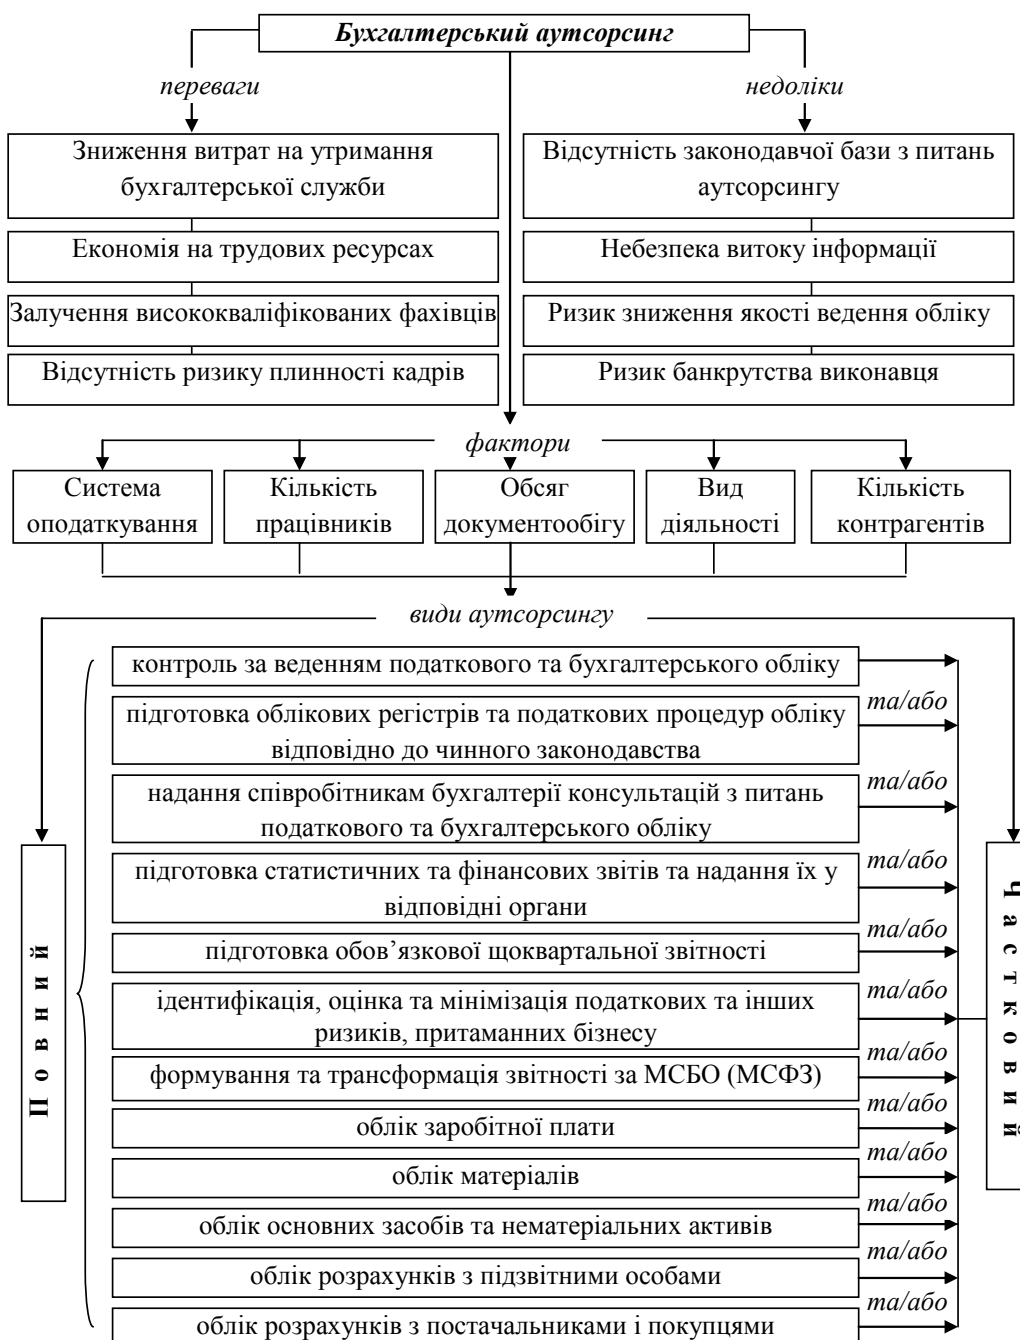 Бухгалтерський аутсорсинг
переваги
недоліки
Зниження витрат на утримання
бухгалтерської служби
Економія на трудових ресурсах
Залучення висококваліфікованих фахівців
Відсутність ризику плинності кадрів
Відсутність законодавчої бази з питань
аутсорсингу
Небезпека витоку інформації
Ризик зниження якості ведення обліку
Ризик банкрутства виконавця
фактори
Система
оподаткування
Кількість
працівників
Обсяг
документообігу
Вид
діяльності
Кількість
контрагентів
види аутсорсингу
Повний
контроль за веденням податкового та бухгалтерського обліку
та/або
підготовка облікових регістрів та податкових процедур обліку
відповідно до чинного законодавства
та/або
надання співробітникам бухгалтерії консультацій з питань
податкового та бухгалтерського обліку
та/або
підготовка статистичних та фінансових звітів та надання їх у
відповідні органи
та/або
підготовка обов’язкової щоквартальної звітності
та/або
ідентифікація, оцінка та мінімізація податкових та інших
ризиків, притаманних бізнесу
та/або
формування та трансформація звітності за МСБО (МСФЗ)
та/або
облік заробітної плати
та/або
облік матеріалів
та/або
облік основних засобів та нематеріальних активів
та/або
облік розрахунків з підзвітними особами
та/або
облік розрахунків з постачальниками і покупцями
Частковий